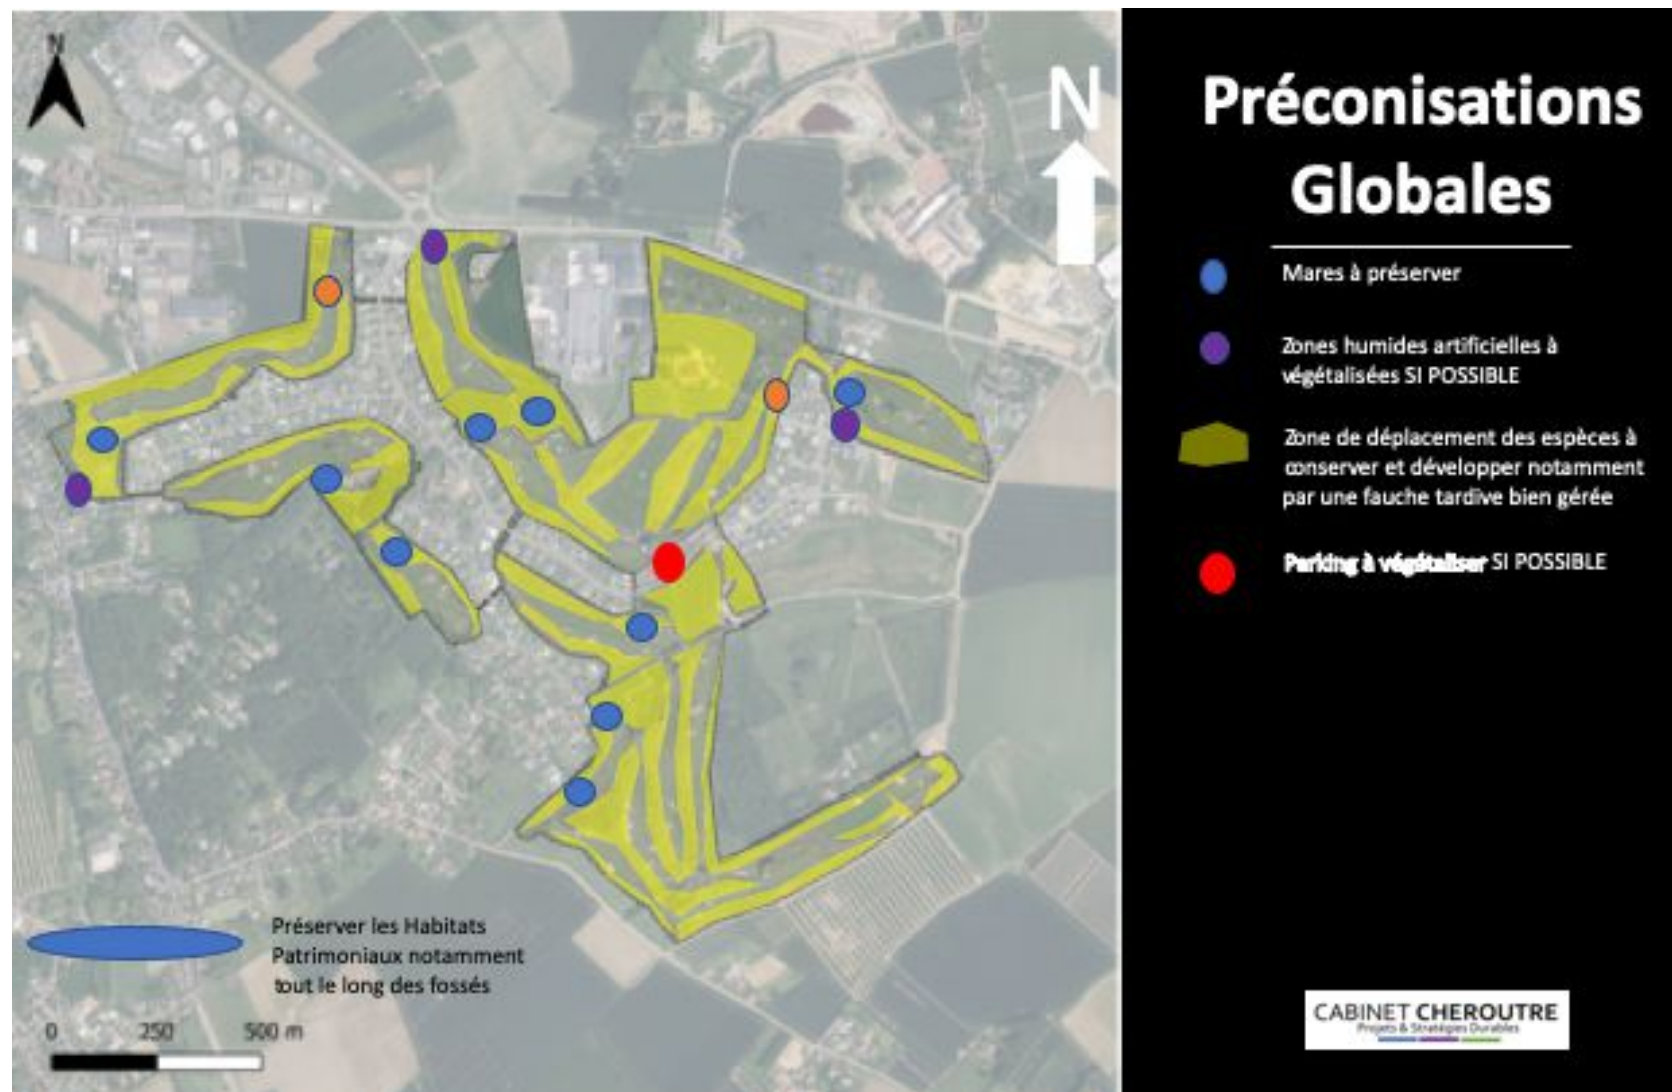 N
N
Préconisations
Globales
Mares à préserver
Zones humides artificielles à
végétalisées SI POSSIBLE
Zone de déplacement des espèces à
conserver et développer notamment
par une fauche tardive bien gérée
Parking à végétaliser SI POSSIBLE
Préserver les Habitats
Patrimoniaux notamment
tout le long des fossés
0 250 500 m
CABINET CHEROUTRE
Projets & Stratégies Durables